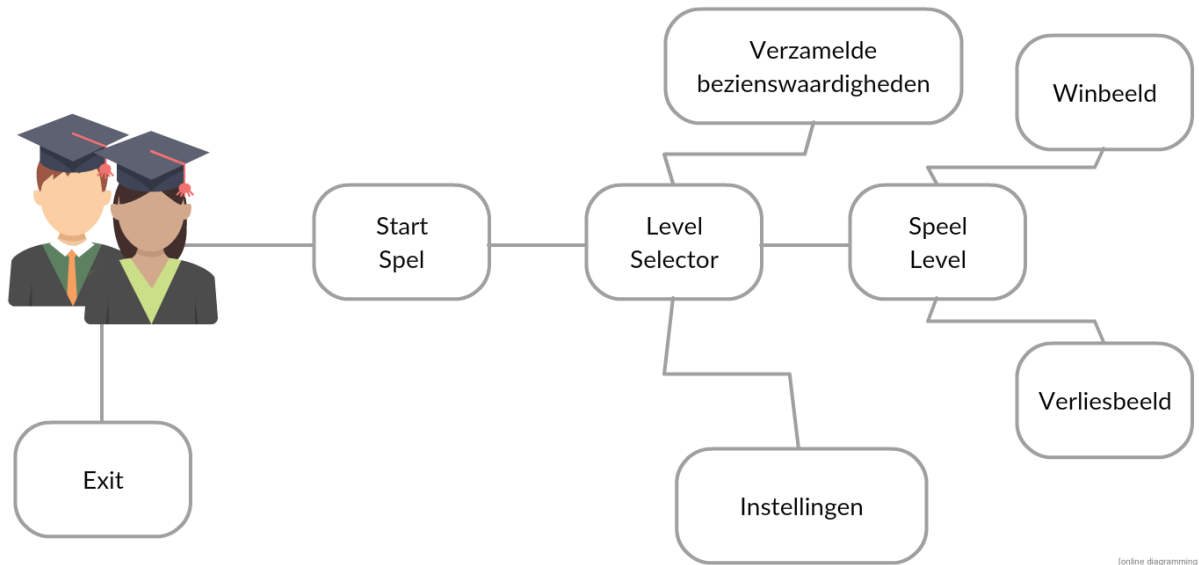 Verzamelde
bezienswaardigheden
Winbeeld
Start
Spel
Level
Selector
Speel
Level
Verliesbeeld
Exit
Instellingen
[online diagramming